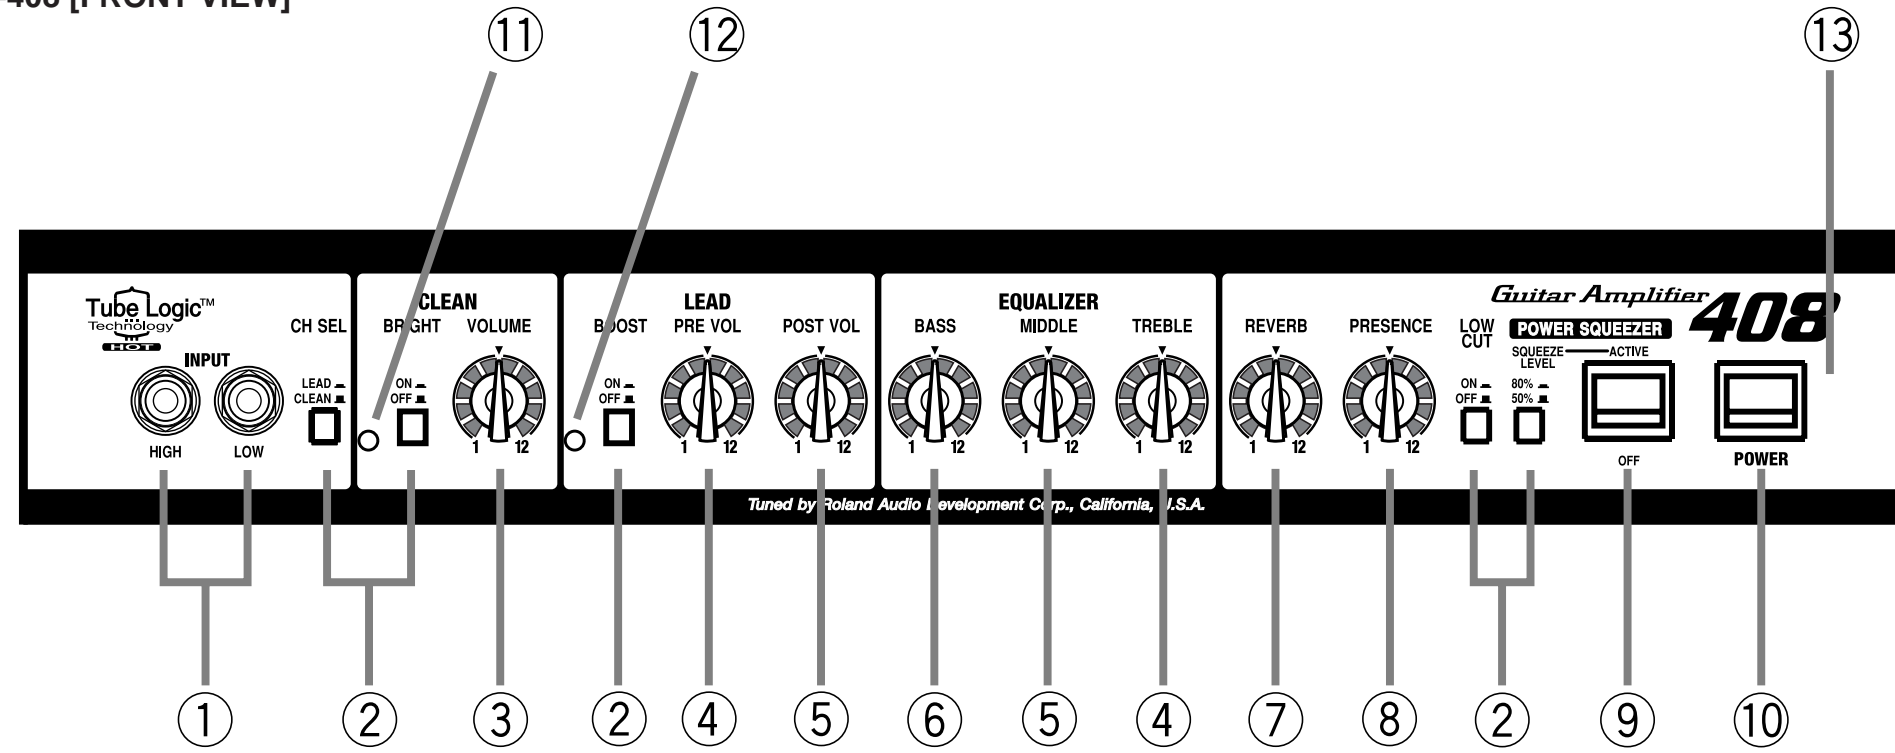 408 [FRONT VIEW]
⑪ ⑫ ⑬
Tube Logic™
Technology
HOT
INPUT
HIGH LOW
CH SEL
LEAD
CLEAN
CLEAN
BRIGHT VOLUME
ON
OFF
1 12
LEAD
BOOST PRE VOL POST VOL
ON
OFF
1 12 1 12
EQUALIZER
BASS MIDDLE TREBLE
1 12 1 12 1 12
Guitar Amplifier 408
REVERB PRESENCE LOW CUT POWER SQUEEZER
1 12 1 12
ON
OFF
SQUEEZE LEVEL ACTIVE
80%
50%
OFF
POWER
Tuned by Roland Audio Development Corp., California, U.S.A.
① ② ③ ② ④ ⑤ ⑥ ⑤ ④ ⑦ ⑧ ② ⑨ ⑩